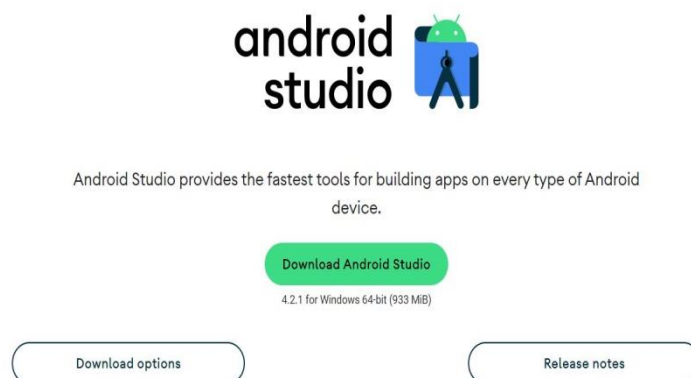 android
studio
Android Studio provides the fastest tools for building apps on every type of Android
device.
Download Android Studio
4.2.1 for Windows 64-bit (933 MiB)
Download options
Release notes